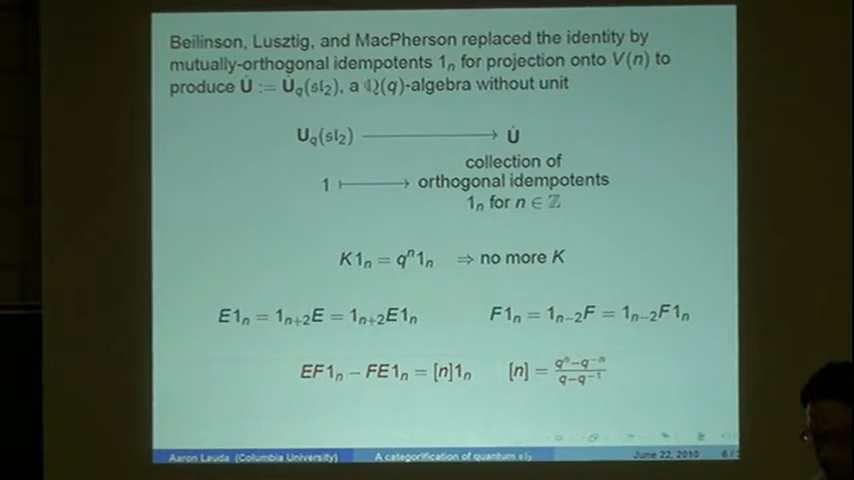 Beilinson, Lusztig, and MacPherson replaced the identity by
mutually-orthogonal idempotents 1ₙ for projection onto V(n) to
produce U̇ := U̇_q(sl₂), a ℚ(q)-algebra without unit
U_q(sl₂) ⟶ U̇
collection of
1 ⟼ orthogonal idempotents
1ₙ for n ∈ ℤ
K1ₙ = qⁿ1ₙ ⇒ no more K
E1ₙ = 1ₙ₊₂E = 1ₙ₊₂E1ₙ F1ₙ = 1ₙ₋₂F = 1ₙ₋₂F1ₙ
EF1ₙ − FE1ₙ = [n]1ₙ [n] = (qⁿ−q⁻ⁿ)/(q−q⁻¹)
Aaron Lauda (Columbia University) A categorification of quantum sl₂ June 22, 2010 6 /